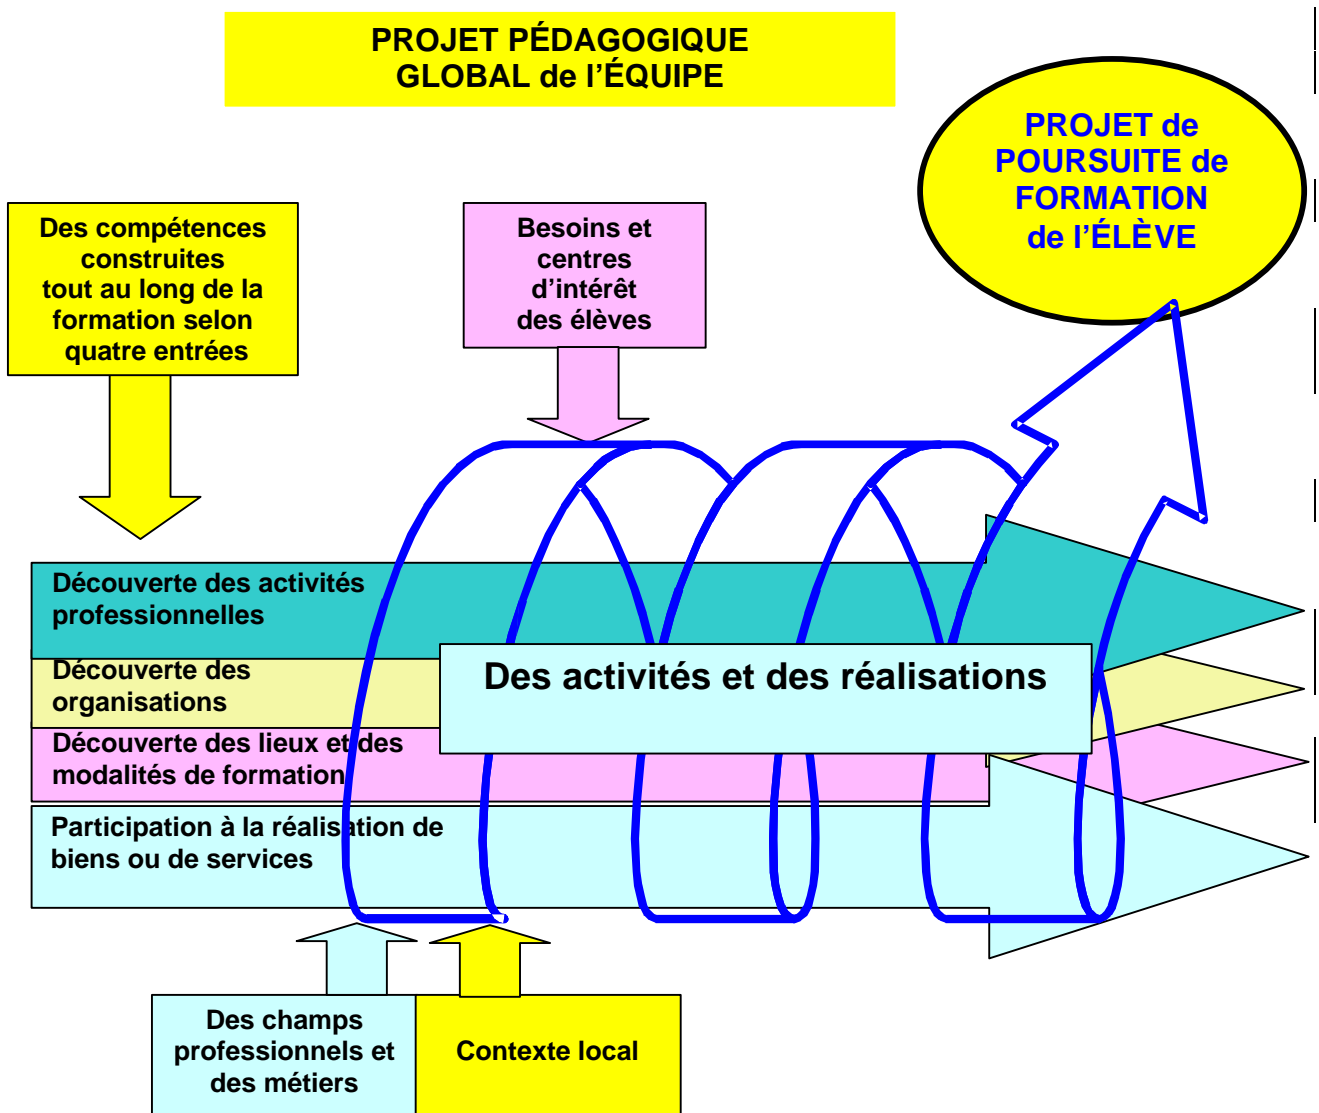 PROJET PÉDAGOGIQUE
GLOBAL de l’ÉQUIPE
PROJET de
POURSUITE de
FORMATION
de l’ÉLÈVE
Des compétences
construites
tout au long de la
formation selon
quatre entrées
Besoins et
centres
d’intérêt
des élèves
Découverte des activités
professionnelles
Découverte des
organisations
Des activités et des réalisations
Découverte des lieux et des
modalités de formation
Participation à la réalisation de
biens ou de services
Des champs
professionnels et
des métiers
Contexte local